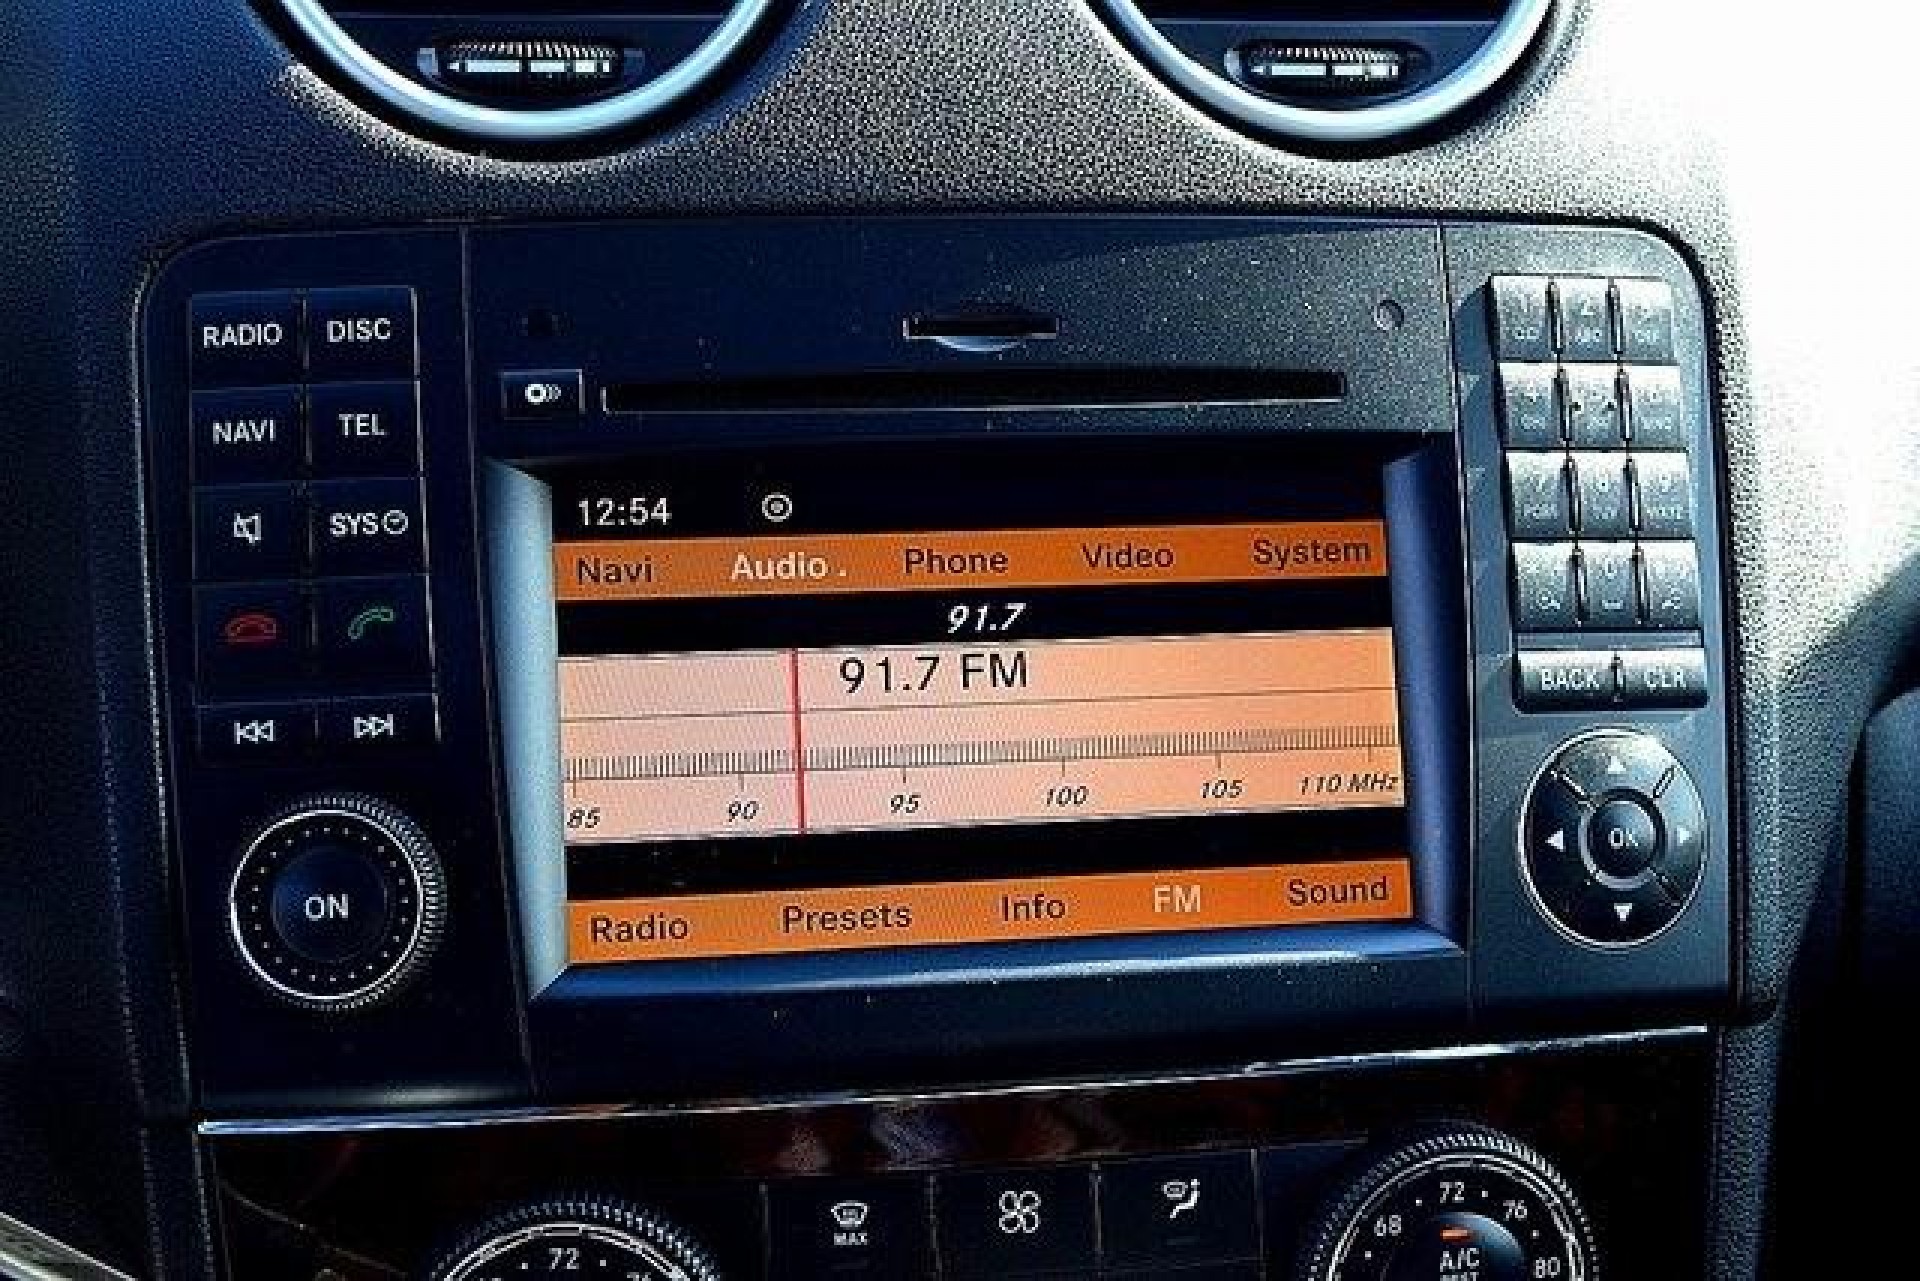 RADIO DISC
NAVI TEL
SYS
ON
12:54
Navi Audio . Phone Video System
91.7
91.7 FM
85 90 95 100 105 110 MHz
Radio Presets Info FM Sound
BACK CLR
OK
MAX
72
68 72 76 80
A/C